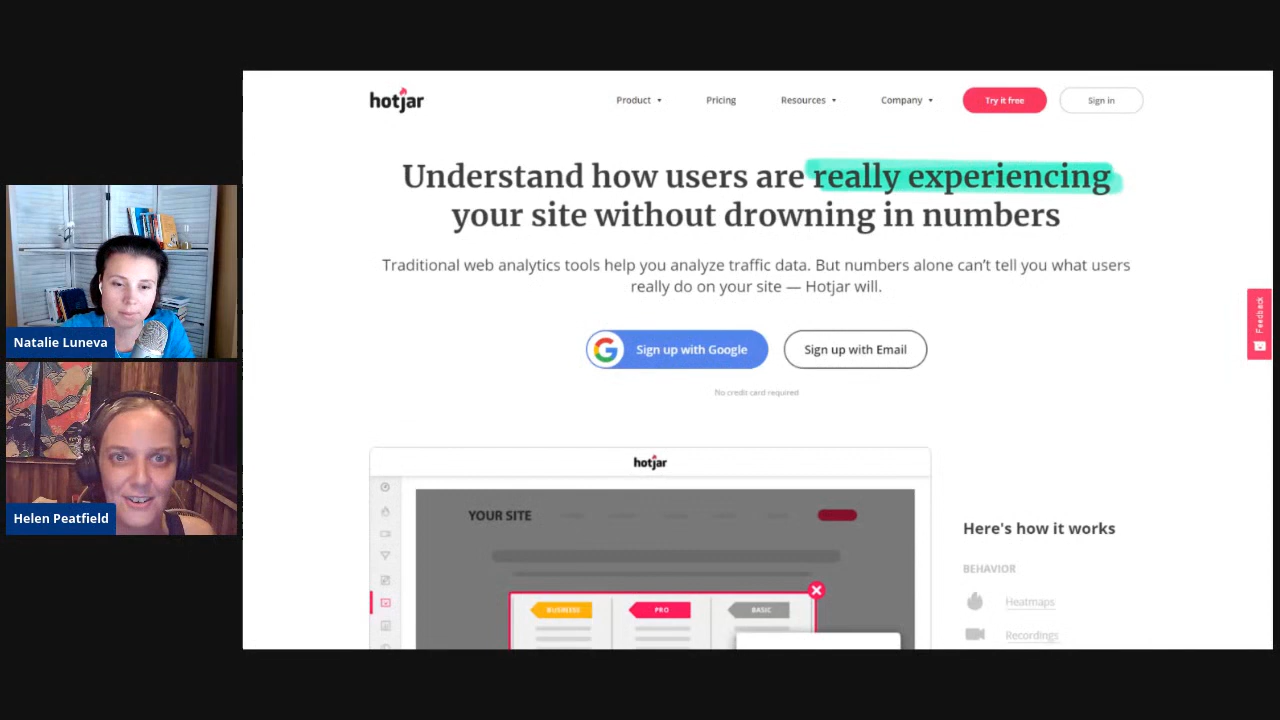 hotjar
Product
Pricing
Resources
Company
Try it free
Sign in
Understand how users are really experiencing
your site without drowning in numbers
Traditional web analytics tools help you analyze traffic data. But numbers alone can't tell you what users
really do on your site — Hotjar will.
Sign up with Google
Sign up with Email
No credit card required
Feedback
Natalie Luneva
Helen Peatfield
hotjar
YOUR SITE
BUSINESS
PRO
BASIC
Here's how it works
BEHAVIOR
Heatmaps
Recordings